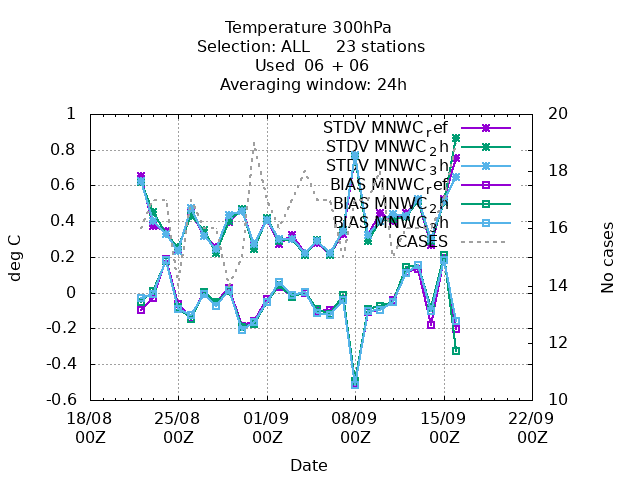 Temperature 300hPa
Selection: ALL 23 stations
Used 06 + 06
Averaging window: 24h
1
0.8
0.6
0.4
0.2
0
-0.2
-0.4
-0.6
deg C
20
18
16
14
12
10
No cases
STDV MNWC_ref
STDV MNWC_2h
STDV MNWC_3h
BIAS MNWC_ref
BIAS MNWC_2h
BIAS MNWC_3h
CASES
18/08 25/08 01/09 08/09 15/09 22/09
00Z 00Z 00Z 00Z 00Z 00Z
Date